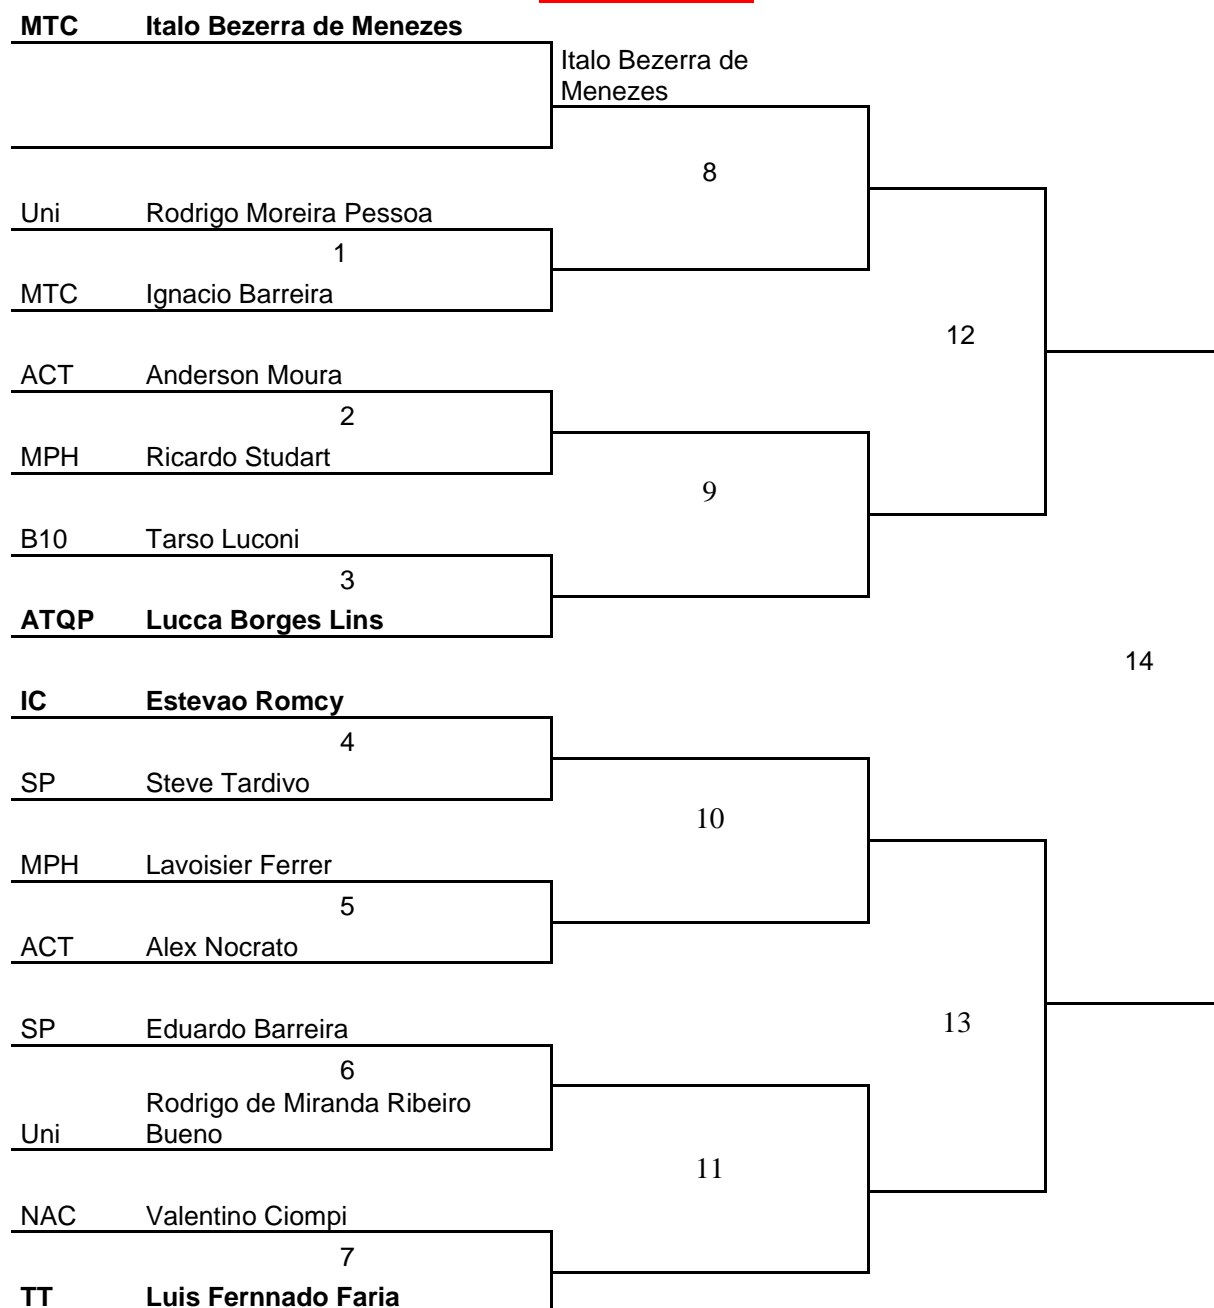 MTC Italo Bezerra de Menezes
Italo Bezerra de
Menezes
8
Uni Rodrigo Moreira Pessoa
1
MTC Ignacio Barreira
12
ACT Anderson Moura
2
MPH Ricardo Studart
9
B10 Tarso Luconi
3
ATQP Lucca Borges Lins
14
IC Estevao Romcy
4
SP Steve Tardivo
10
MPH Lavoisier Ferrer
5
ACT Alex Nocrato
13
SP Eduardo Barreira
6
Rodrigo de Miranda Ribeiro
Uni Bueno
11
NAC Valentino Ciompi
7
TT Luis Fernnado Faria